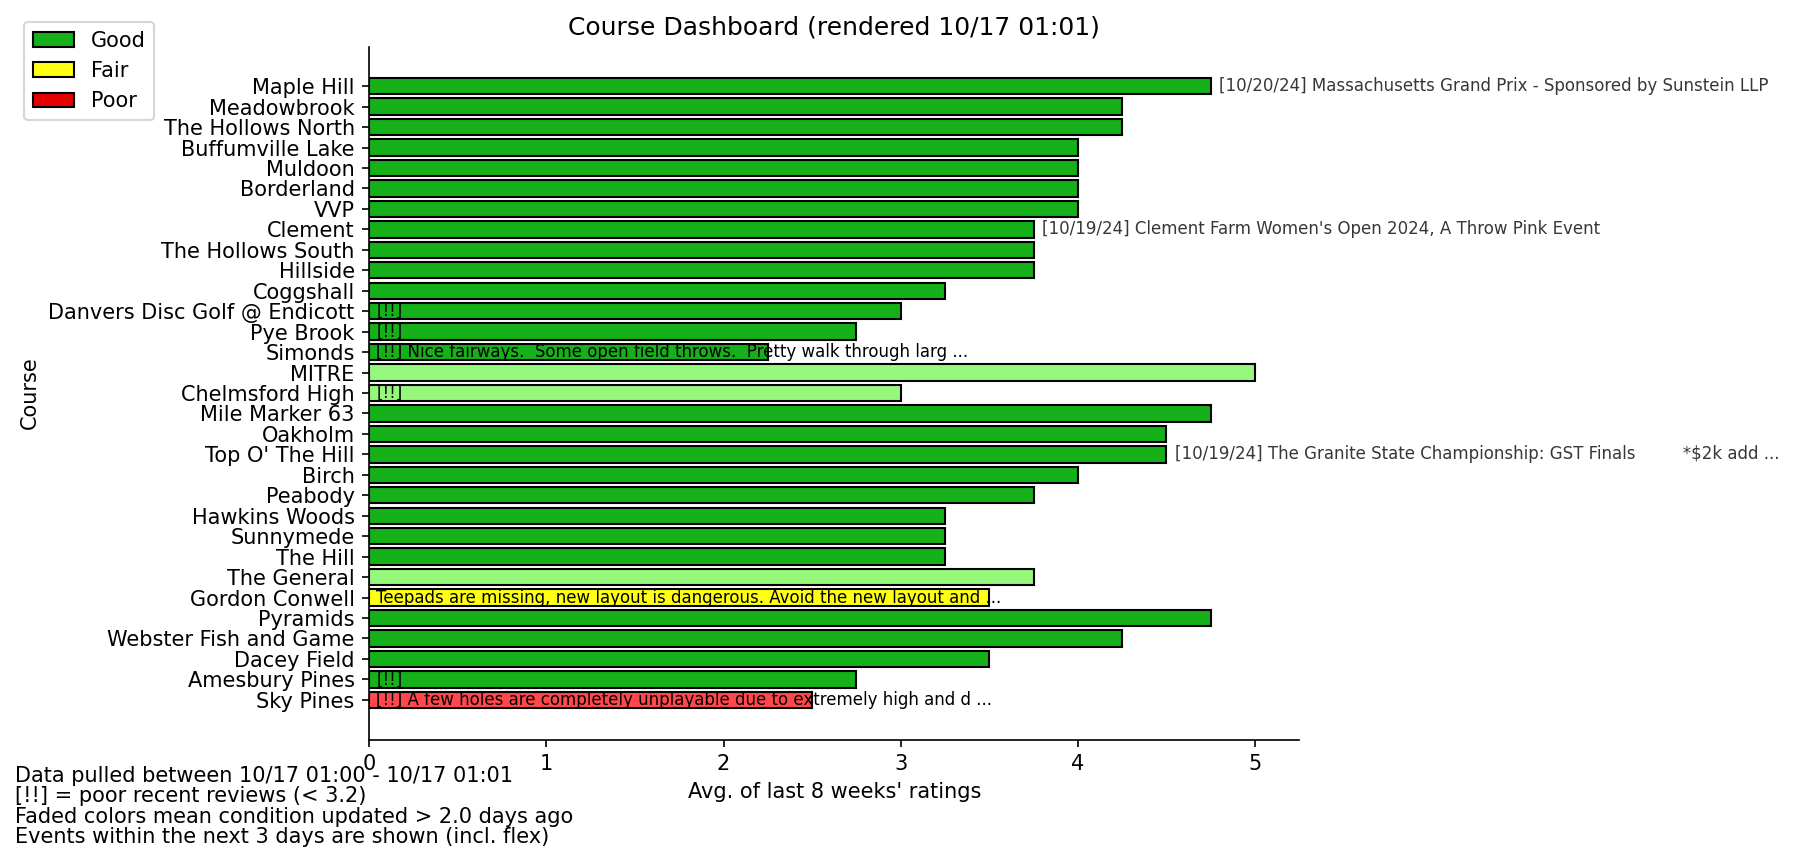 Course Dashboard (rendered 10/17 01:01)
Good
Fair
Poor
Maple Hill [10/20/24] Massachusetts Grand Prix - Sponsored by Sunstein LLP
Meadowbrook
The Hollows North
Buffumville Lake
Muldoon
Borderland
VVP
Clement [10/19/24] Clement Farm Women's Open 2024, A Throw Pink Event
The Hollows South
Hillside
Coggshall
Danvers Disc Golf @ Endicott [!!]
Pye Brook [!!]
Simonds [!!] Nice fairways.  Some open field throws.  Pretty walk through larg ...
MITRE
Chelmsford High [!!]
Mile Marker 63
Oakholm
Top O' The Hill [10/19/24] The Granite State Championship: GST Finals        *$2k add ...
Birch
Peabody
Hawkins Woods
Sunnymede
The Hill
The General
Gordon Conwell Teepads are missing, new layout is dangerous. Avoid the new layout and ...
Pyramids
Webster Fish and Game
Dacey Field
Amesbury Pines [!!]
Sky Pines [!!] A few holes are completely unplayable due to extremely high and d ...
Course
0 1 2 3 4 5
Avg. of last 8 weeks' ratings
Data pulled between 10/17 01:00 - 10/17 01:01
[!!] = poor recent reviews (< 3.2)
Faded colors mean condition updated > 2.0 days ago
Events within the next 3 days are shown (incl. flex)